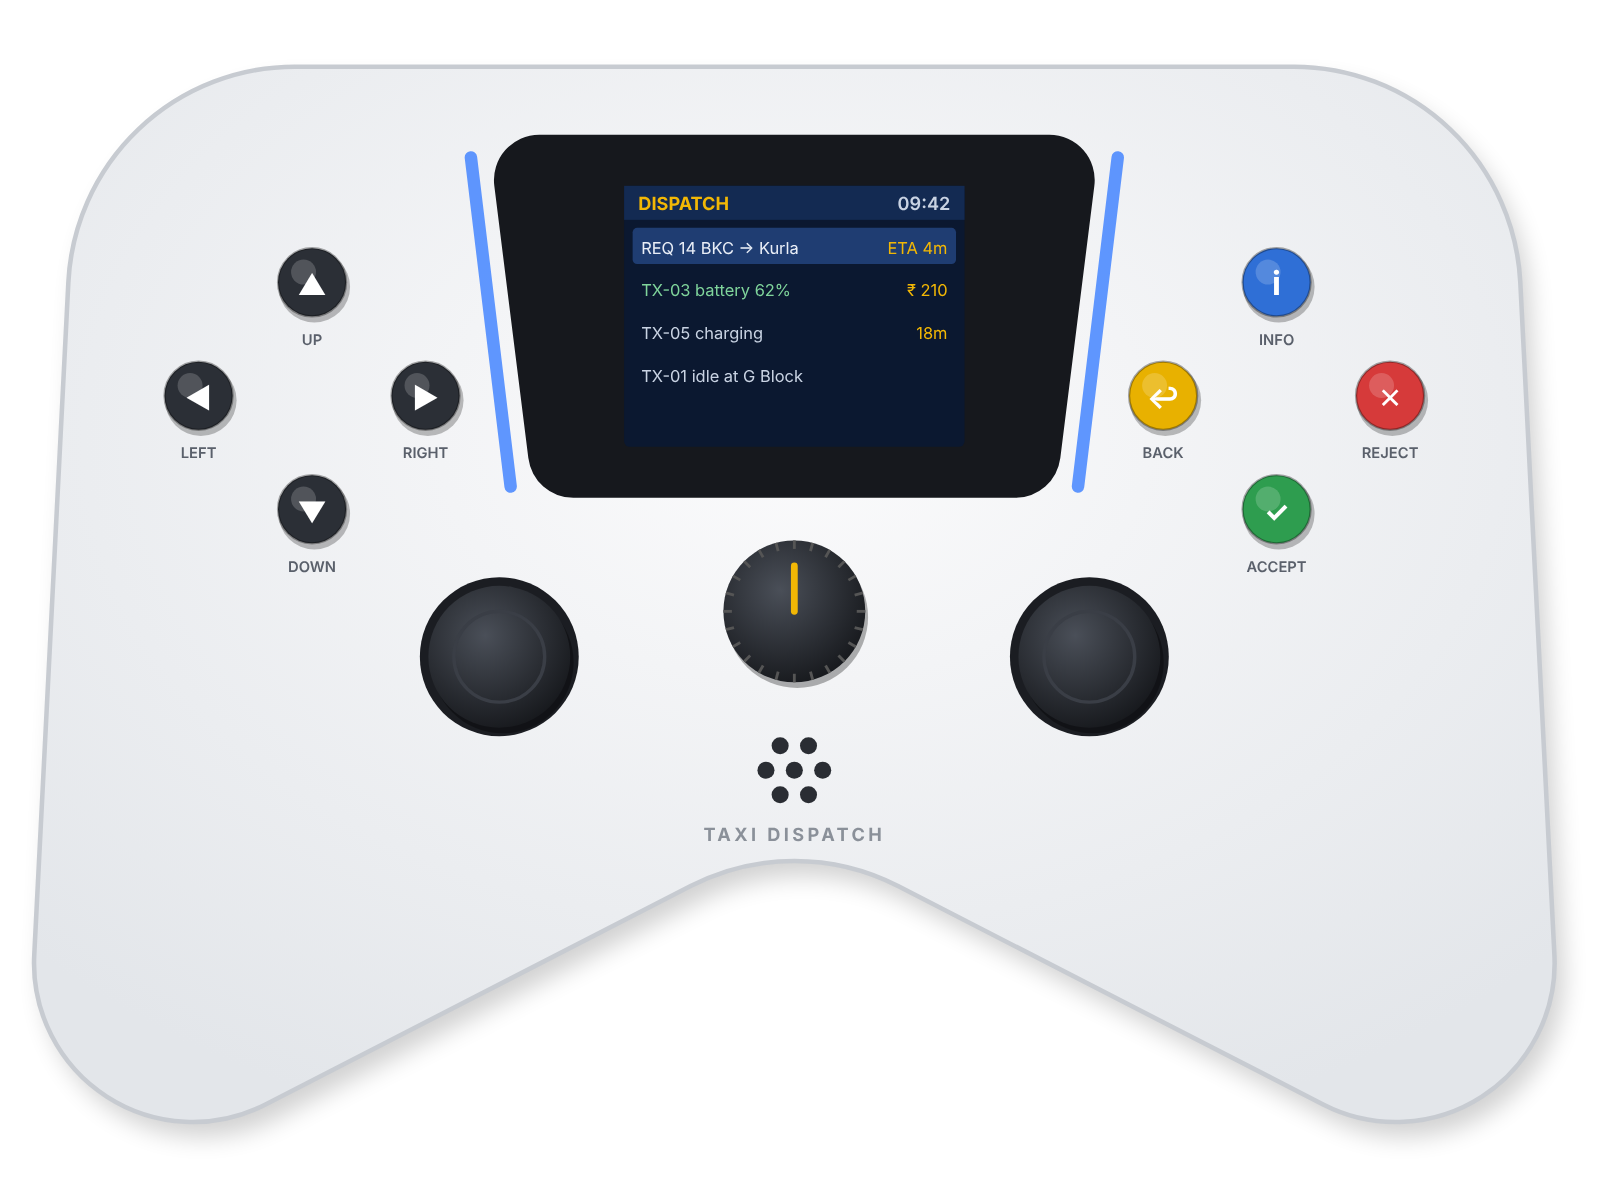 DISPATCH 09:42
REQ 14 BKC → Kurla ETA 4m
TX-03 battery 62% ₹ 210
TX-05 charging 18m
TX-01 idle at G Block
UP
LEFT
RIGHT
DOWN
INFO
BACK
REJECT
ACCEPT
TAXI DISPATCH